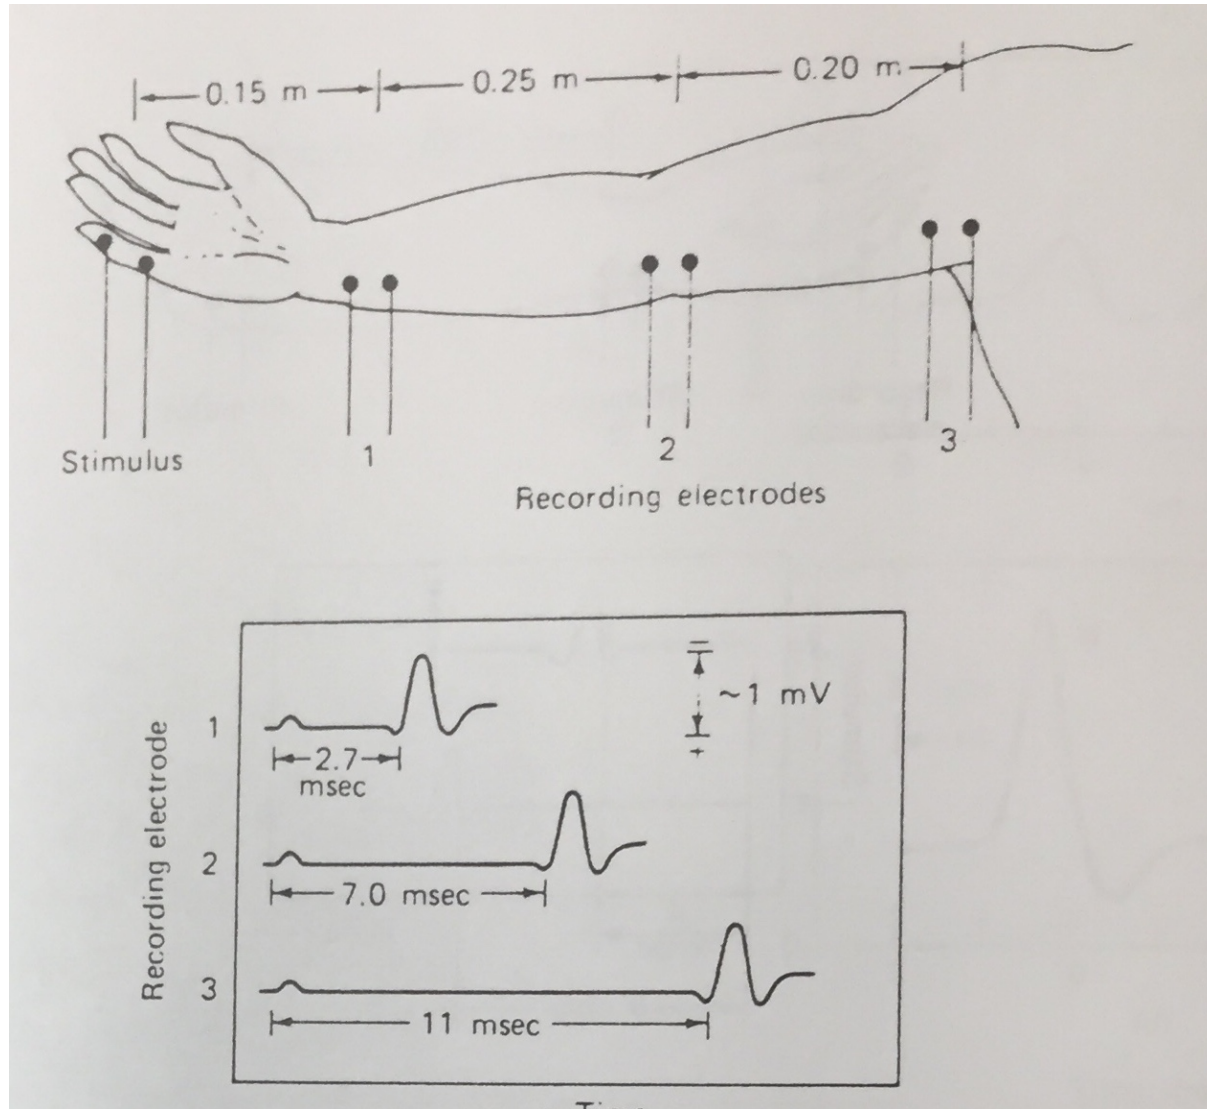 0.15 m 0.25 m 0.20 m
Stimulus 1 2 3
Recording electrodes
Recording electrode
1
2.7
msec
~1 mV
2
7.0 msec
3
11 msec